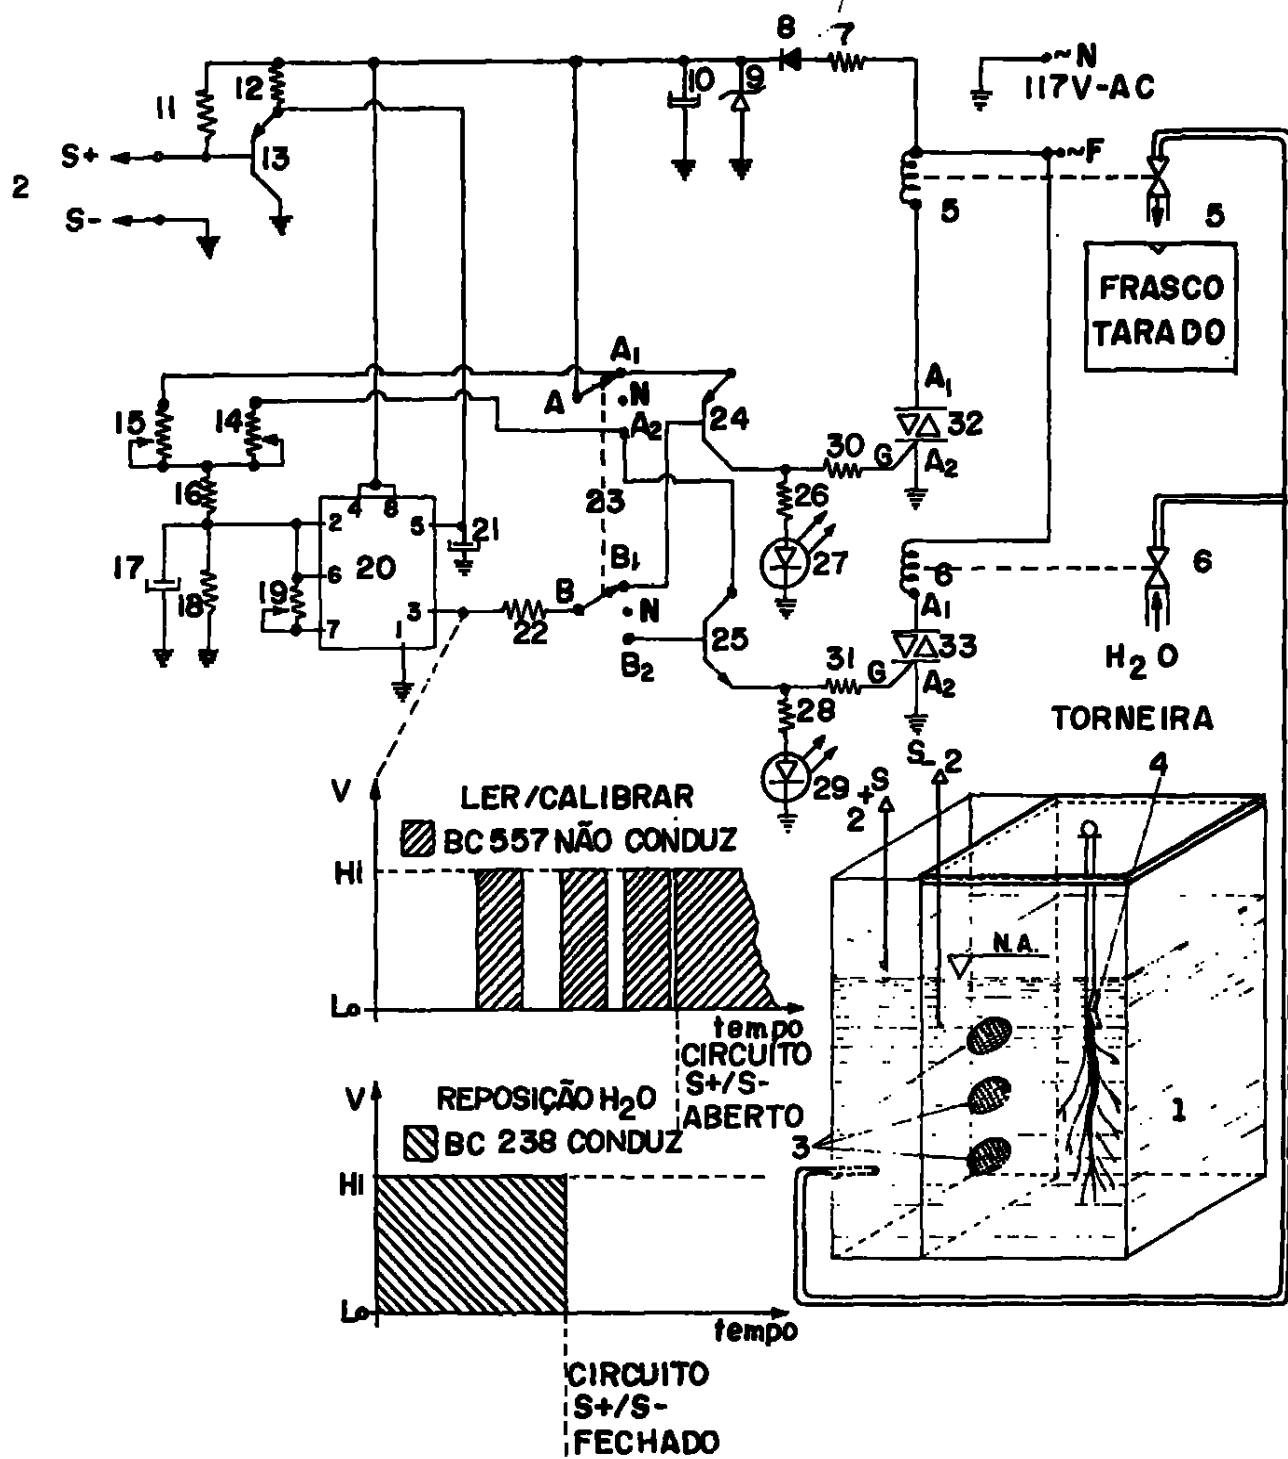 8
7
~N
117V-AC
11
12
10
9
13
S+
2
S-
~F
5
5
FRASCO
TARADO
A1
A
N
A2
15
14
24
A1
32
30
G
A2
16
4 8
23
26
2
5
21
20
17
18
19
6
7
3
1
27
B1
B
N
22
B2
25
6
6
A1
33
31
G
A2
H2O
28
TORNEIRA
29
S-
2
+S
2
4
V
LER/CALIBRAR
BC 557 NÃO CONDUZ
Hi
Lo
tempo
CIRCUITO
S+/S-
ABERTO
N.A.
1
3
V
REPOSIÇÃO H2O
BC 238 CONDUZ
Hi
Lo
tempo
CIRCUITO
S+/S-
FECHADO